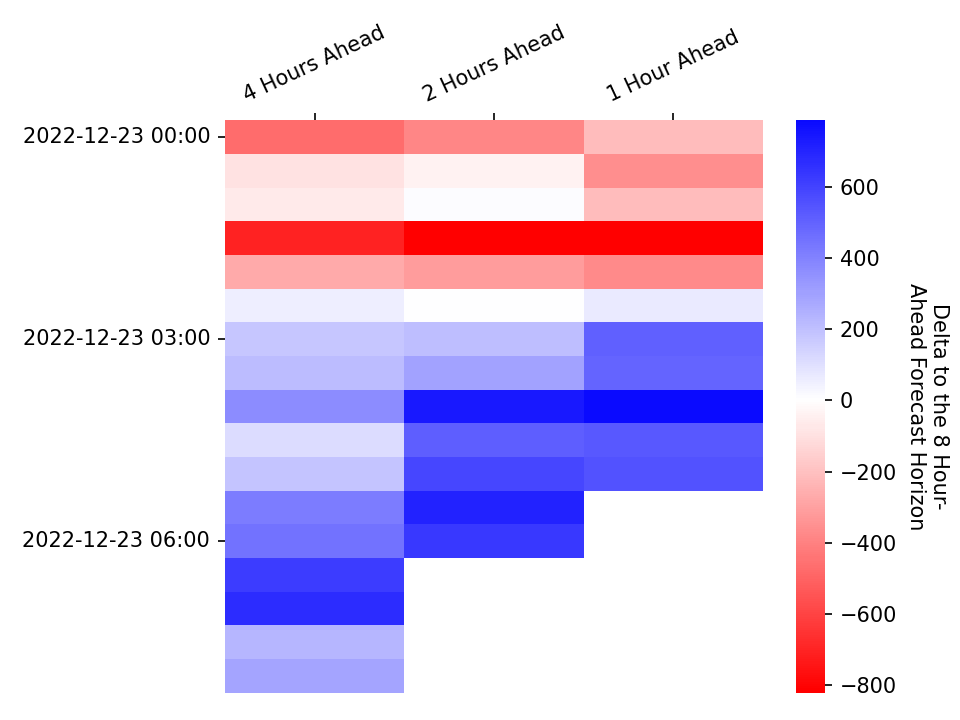 4 Hours Ahead
2 Hours Ahead
1 Hour Ahead
2022-12-23 00:00
2022-12-23 03:00
2022-12-23 06:00
600
400
200
0
−200
−400
−600
−800
Delta to the 8 Hour-
Ahead Forecast Horizon